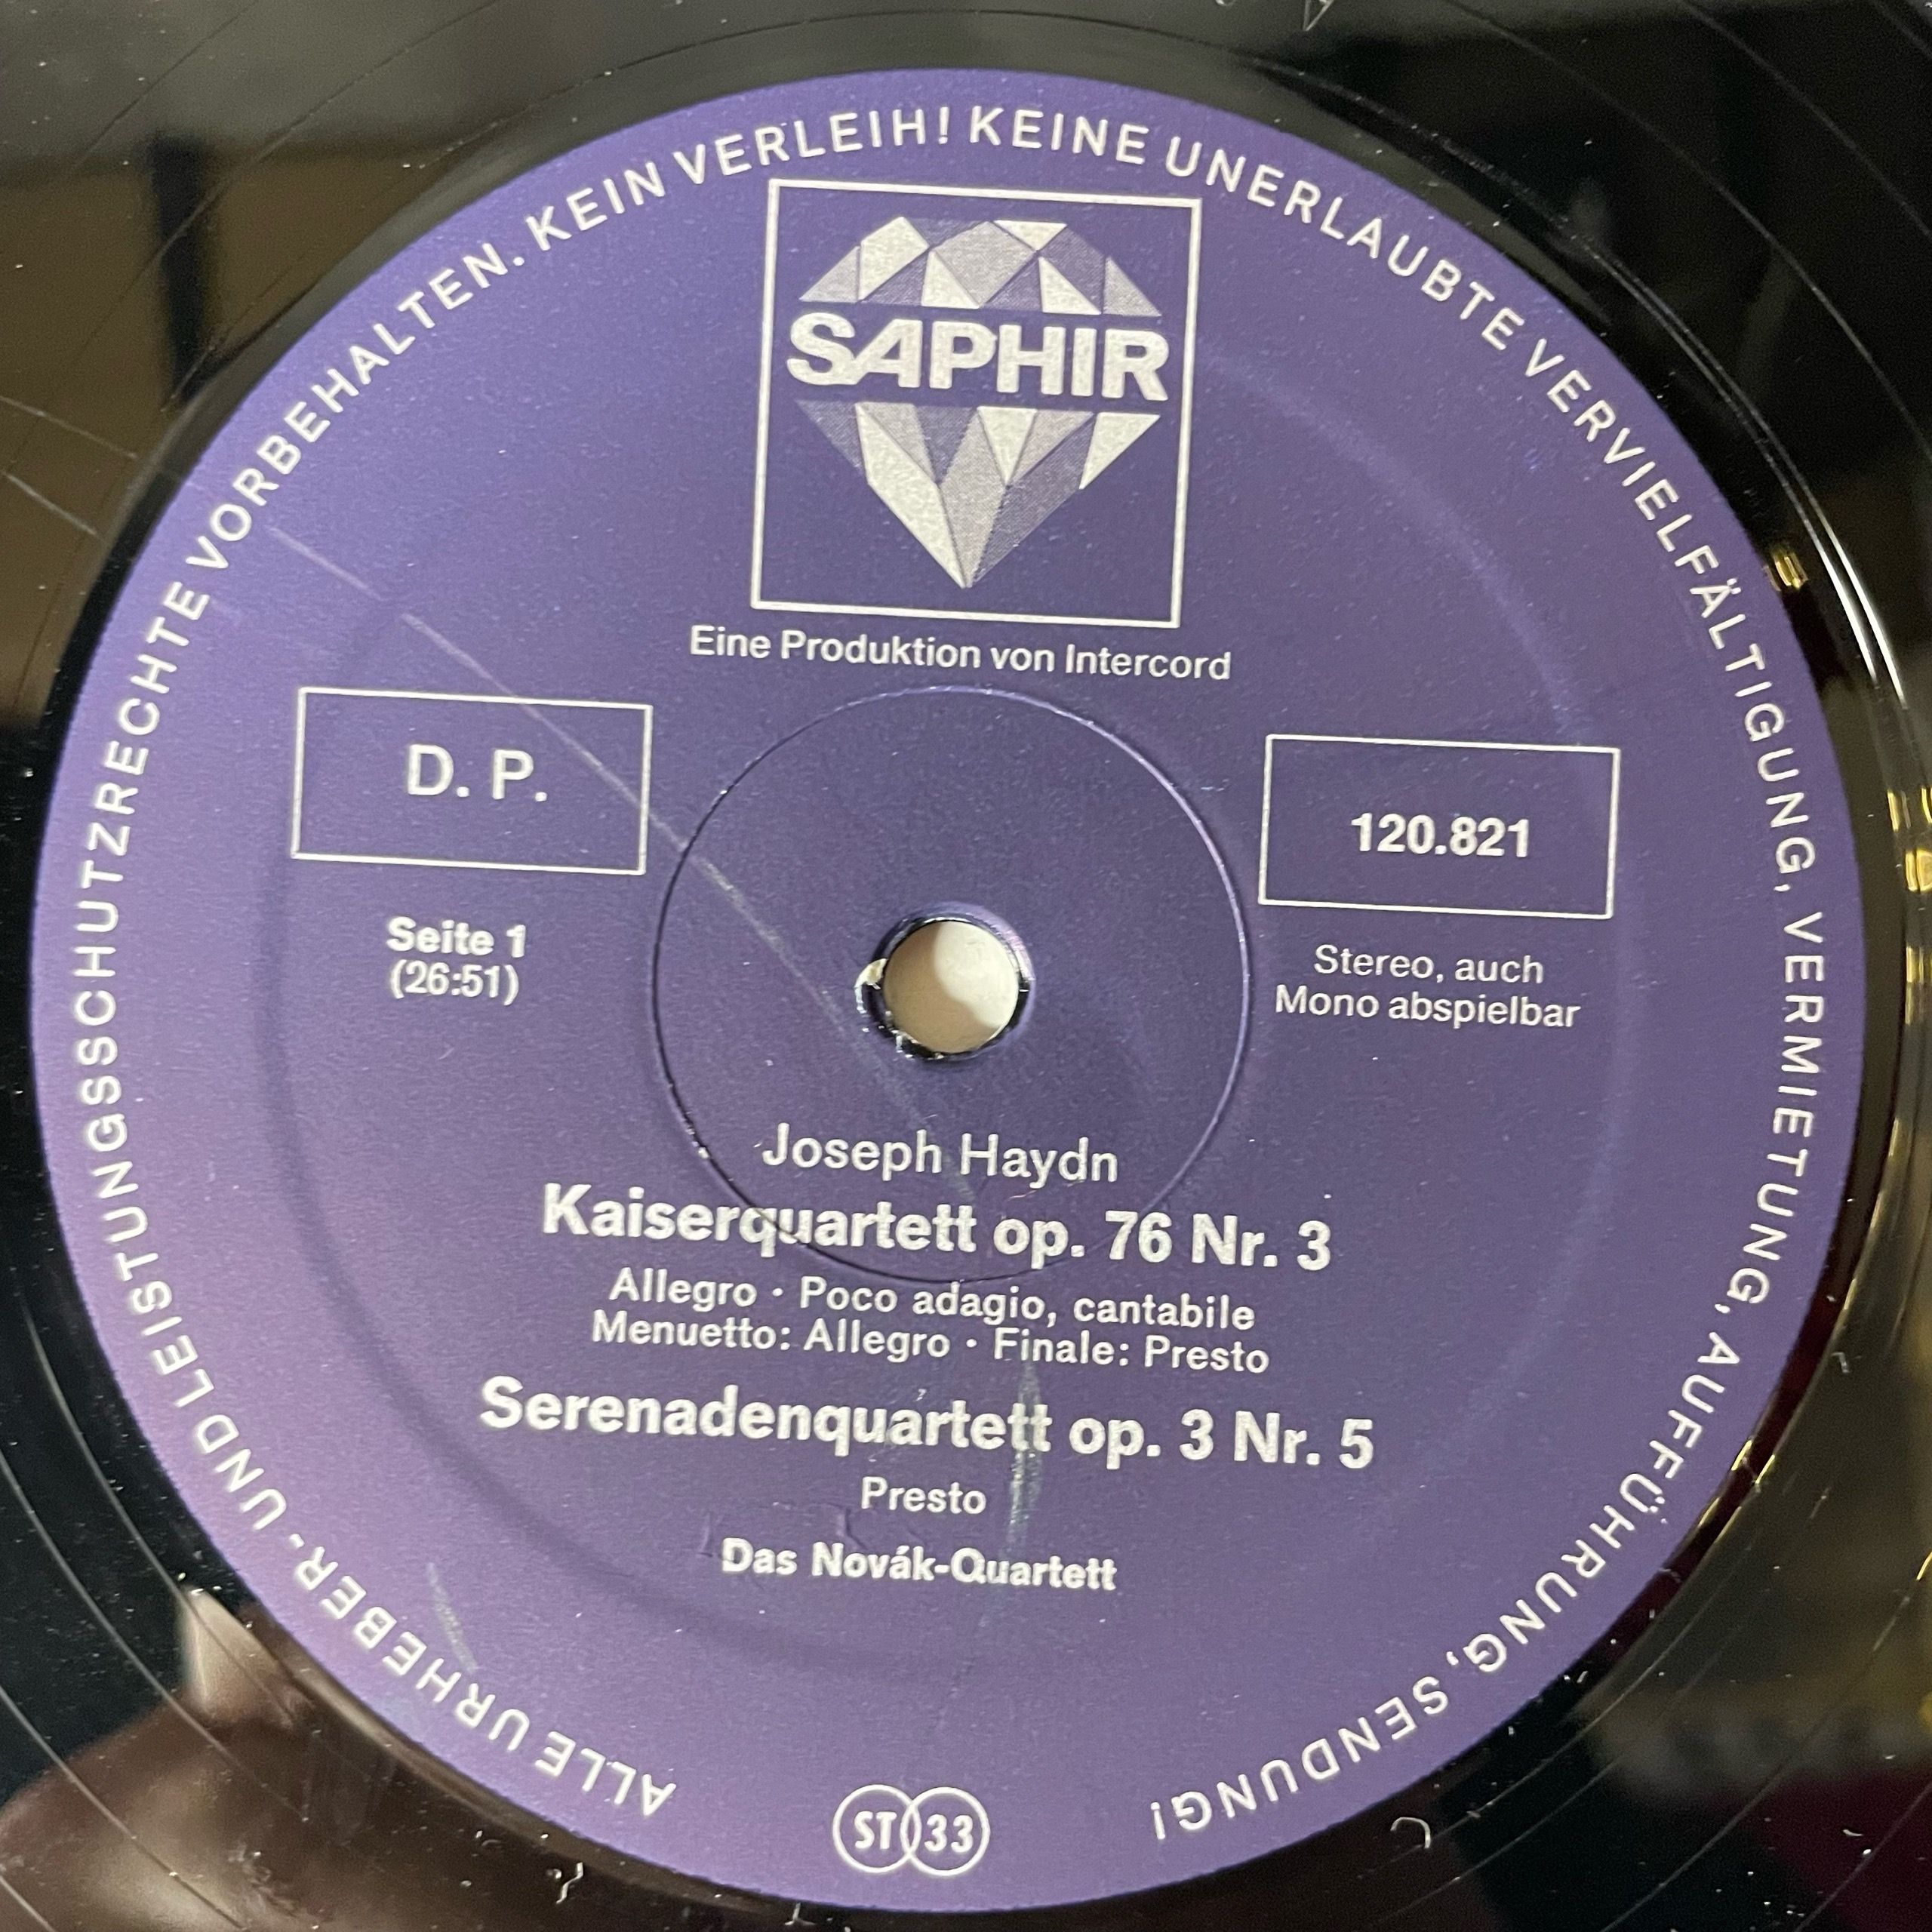 ALLE URHEBER- UND LEISTUNGSSCHUTZRECHTE VORBEHALTEN. KEIN VERLEIH! KEINE UNERLAUBTE VERVIELFÄLTIGUNG, VERMIETUNG, AUFFÜHRUNG, SENDUNG!
SAPHIR
Eine Produktion von Intercord
D. P.
120.821
Seite 1
(26:51)
Stereo, auch
Mono abspielbar
Joseph Haydn
Kaiserquartett op. 76 Nr. 3
Allegro · Poco adagio, cantabile
Menuetto: Allegro · Finale: Presto
Serenadenquartett op. 3 Nr. 5
Presto
Das Novák-Quartett
ST 33